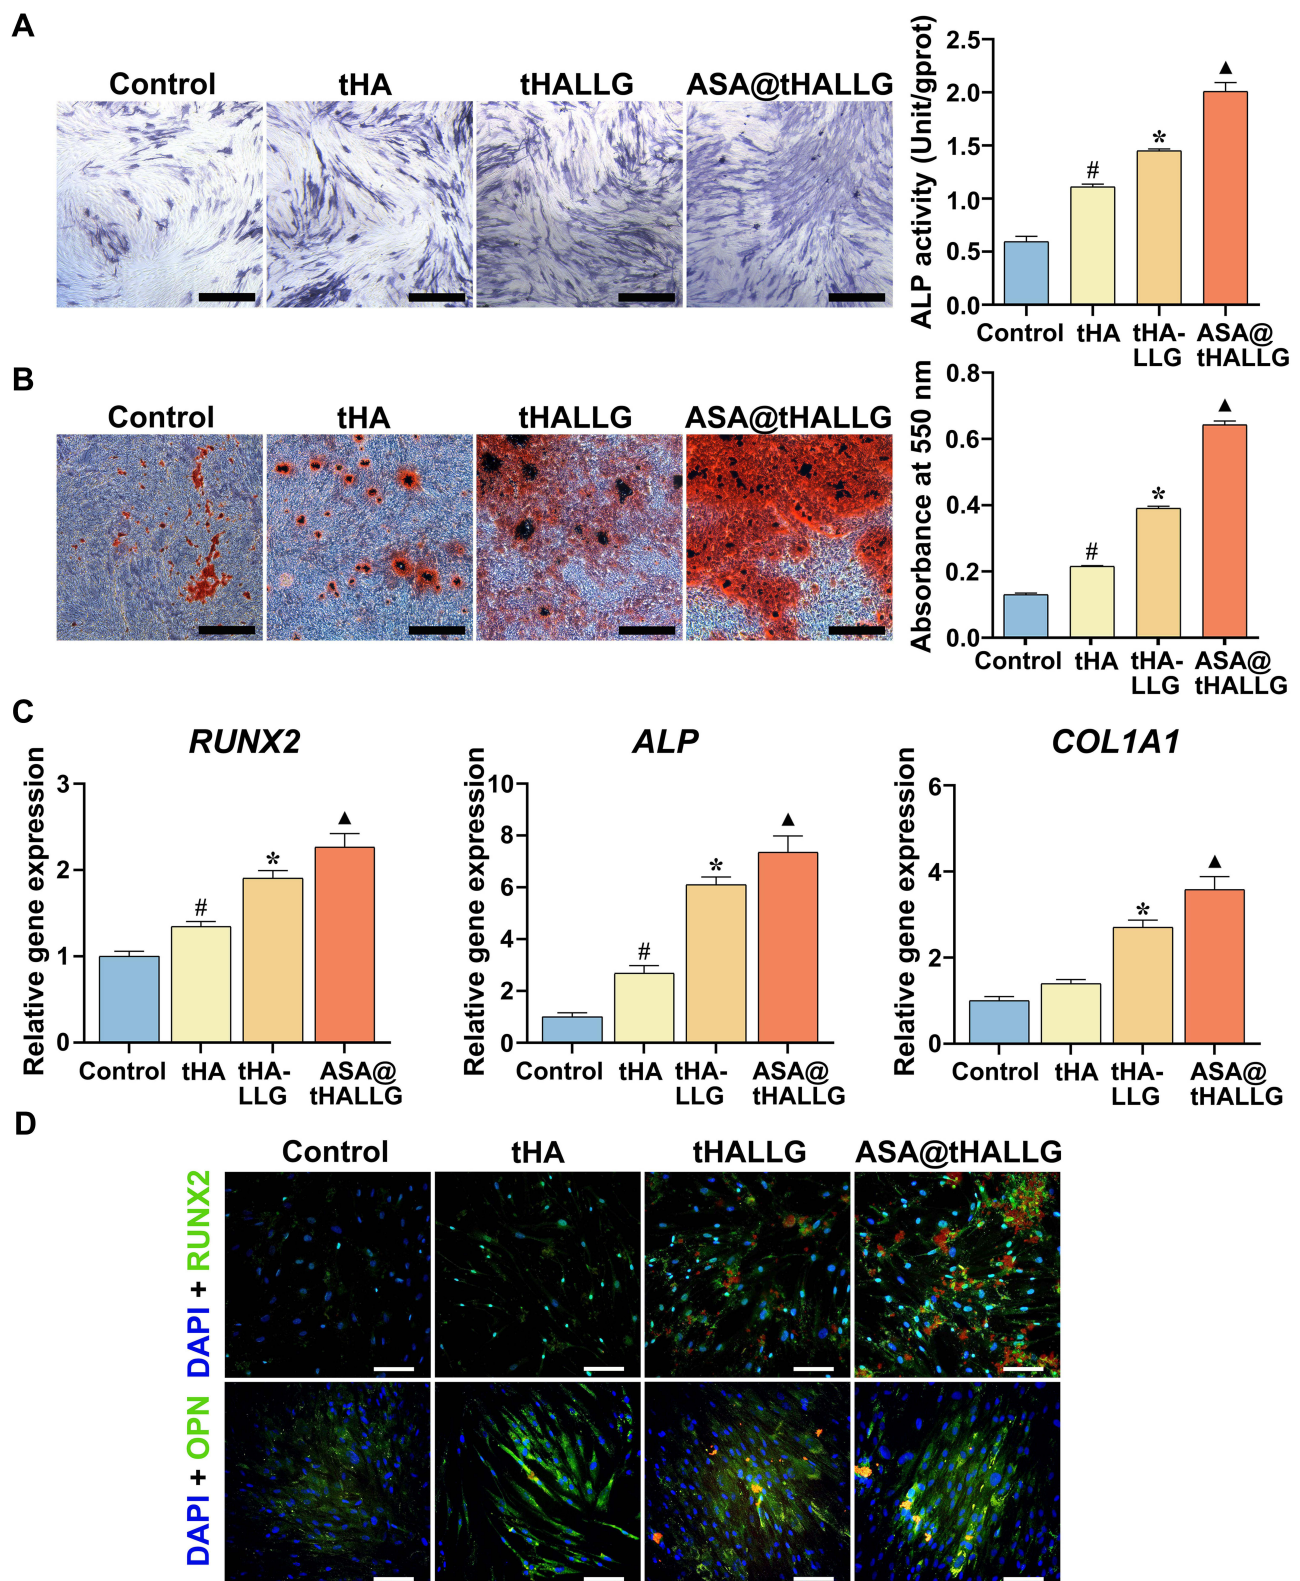 A
Control
tHA
tHALLG
ASA@tHALLG
ALP activity (Unit/gprot)
2.5
2.0
1.5
1.0
0.5
0.0
#
*
▲
Control
tHA
tHA-
LLG
ASA@
tHALLG
B
Control
tHA
tHALLG
ASA@tHALLG
Absorbance at 550 nm
0.8
0.6
0.4
0.2
0.0
#
*
▲
Control
tHA
tHA-
LLG
ASA@
tHALLG
C
RUNX2
Relative gene expression
3
2
1
0
#
*
▲
Control
tHA
tHA-
LLG
ASA@
tHALLG
ALP
Relative gene expression
10
8
6
4
2
0
#
*
▲
Control
tHA
tHA-
LLG
ASA@
tHALLG
COL1A1
Relative gene expression
6
4
2
0
*
▲
Control
tHA
tHA-
LLG
ASA@
tHALLG
D
Control
tHA
tHALLG
ASA@tHALLG
DAPI + RUNX2
DAPI + OPN